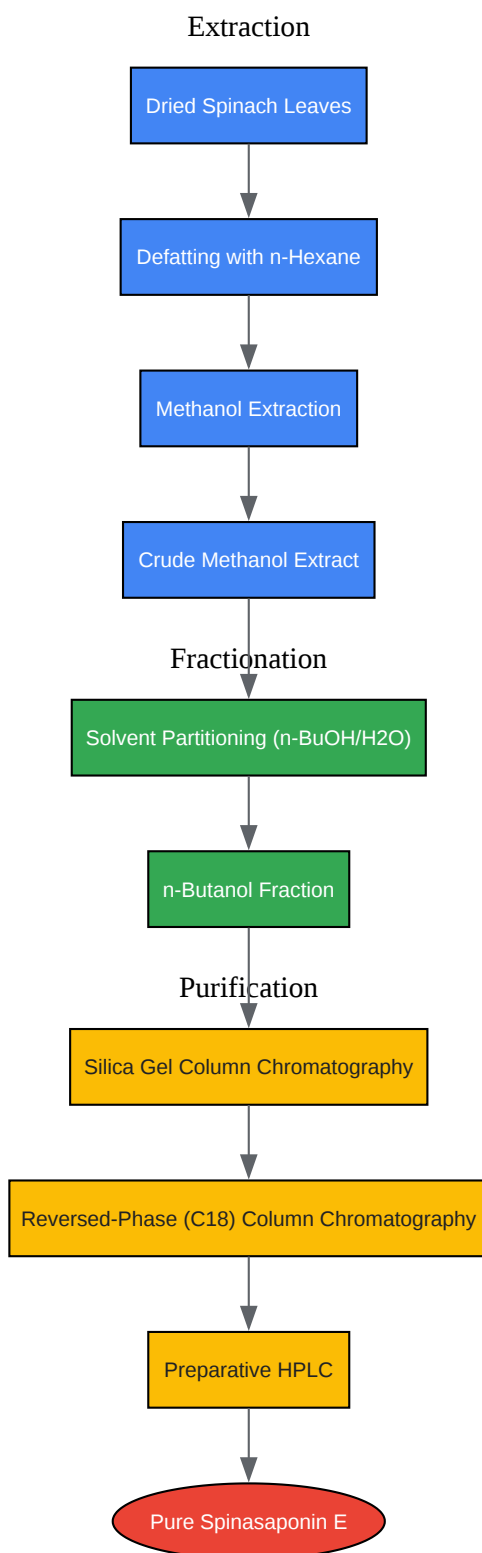 Extraction
Dried Spinach Leaves
Defatting with n-Hexane
Methanol Extraction
Crude Methanol Extract
Fractionation
Solvent Partitioning (n-BuOH/H2O)
n-Butanol Fraction
Purification
Silica Gel Column Chromatography
Reversed-Phase (C18) Column Chromatography
Preparative HPLC
Pure Spinasaponin E